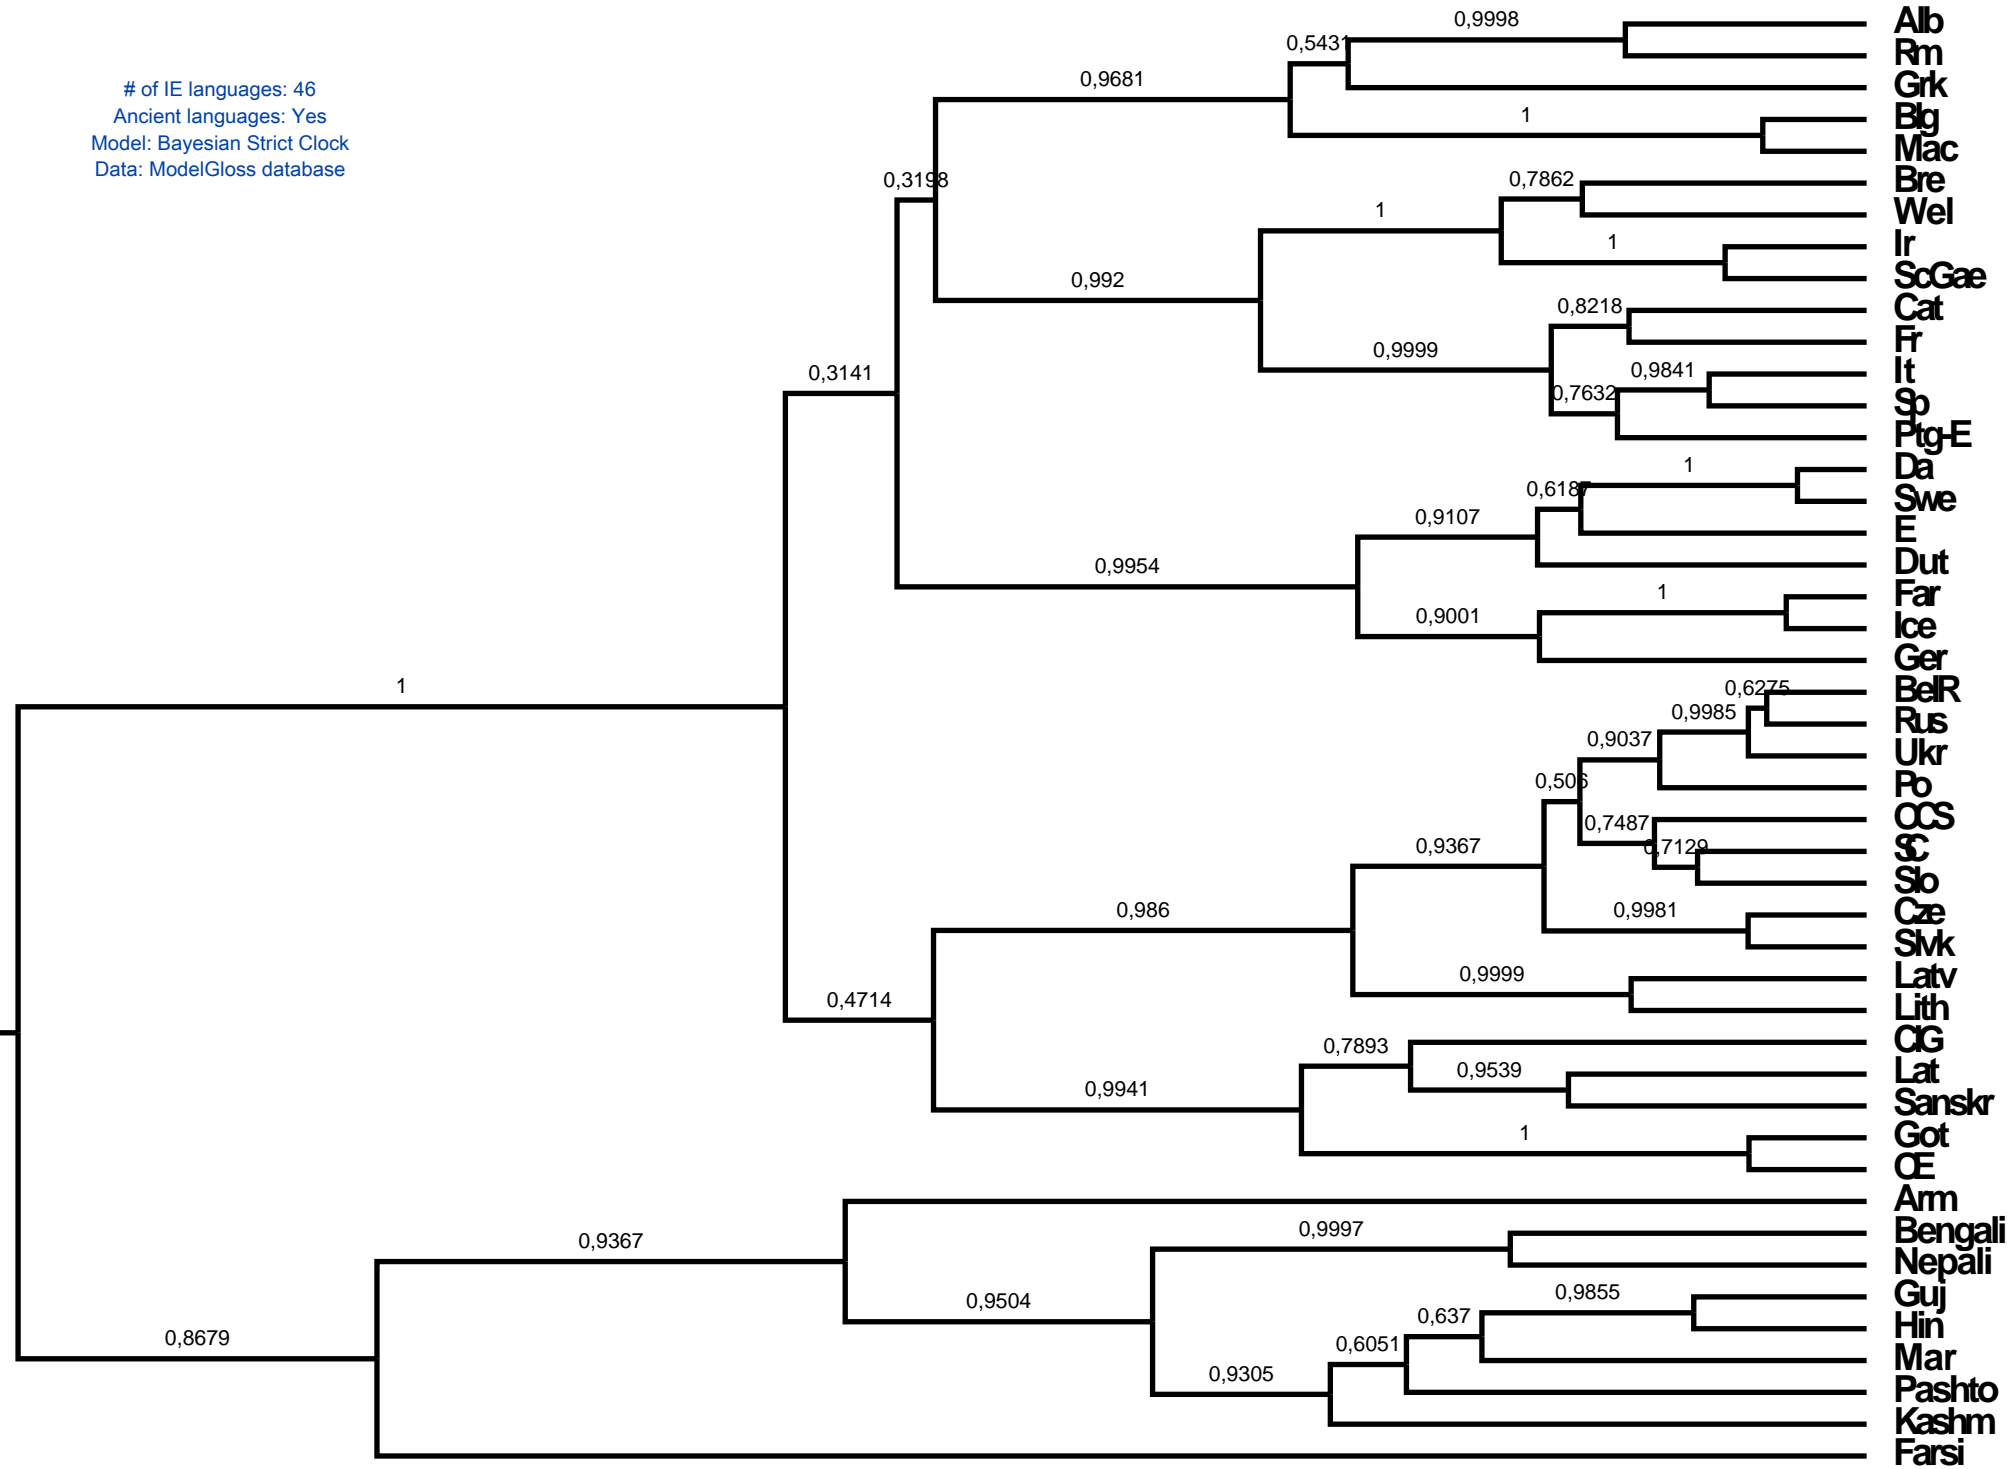 # of IE languages: 46
Ancient languages: Yes
Model: Bayesian Strict Clock
Data: ModelGloss database
0,9998
Alb
0,5431
Rm
0,9681
Grk
1
Blg
Mac
0,3198
0,7862
Bre
1
Wel
1
Ir
0,992
ScGae
0,8218
Cat
0,9999
Fr
0,3141
0,9841
It
0,7632
Sp
Ptg-E
1
Da
0,6187
Swe
0,9107
E
0,9954
Dut
1
Far
0,9001
Ice
Ger
1
0,6275
BelR
0,9985
Rus
0,9037
Ukr
0,506
Po
0,7487
OCS
0,9367
0,7129
SC
Slo
0,986
0,9981
Cze
Slvk
0,9999
Latv
0,4714
Lith
0,7893
ClG
0,9539
Lat
0,9941
Sanskr
1
Got
OE
Arm
0,9367
0,9997
Bengali
Nepali
0,9504
0,9855
Guj
0,637
Hin
0,8679
0,6051
Mar
0,9305
Pashto
Kashm
Farsi